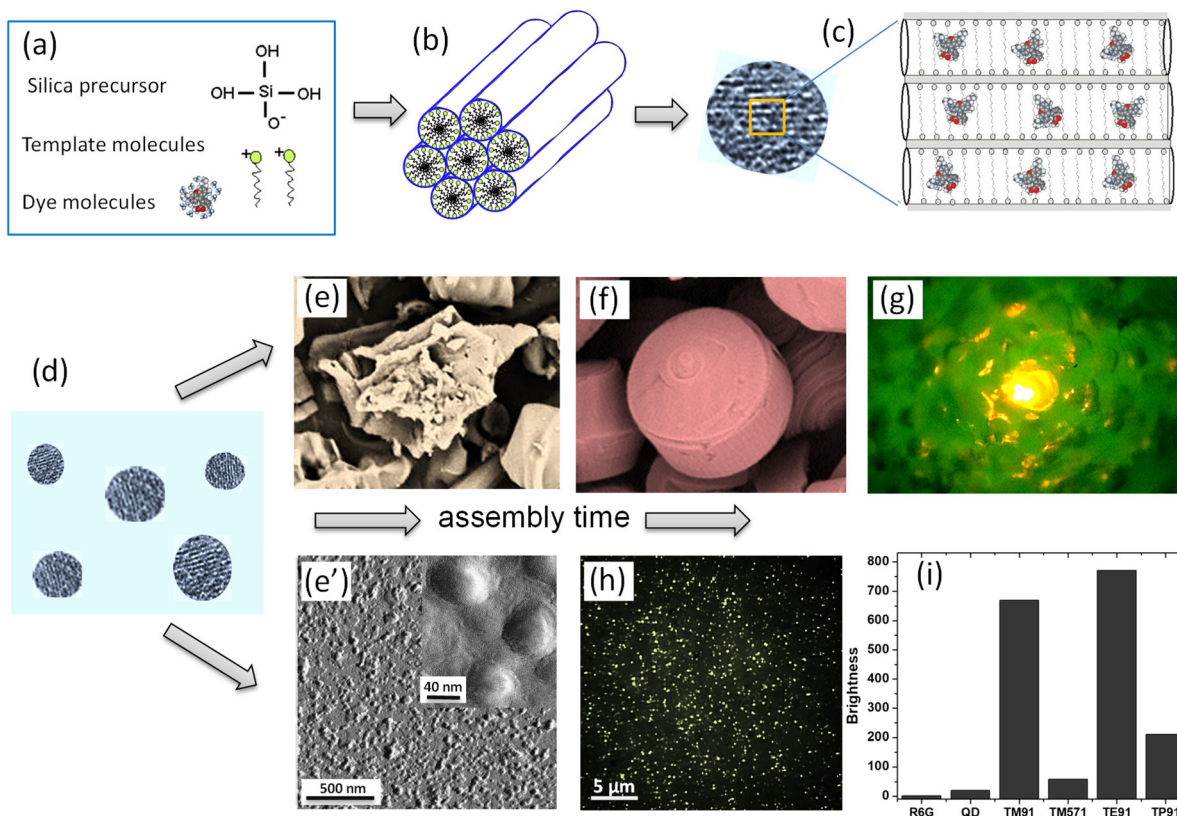 (a)
Silica precursor
OH
OH
Si
OH
O-
Template molecules
+
+
Dye molecules
(b)
(c)
(d)
(e)
(f)
(g)
assembly time
(e’)
40 nm
500 nm
(h)
5 μm
(i)
Brightness
800
700
600
500
400
300
200
100
0
R6G QD TM91 TM571 TE91 TP91